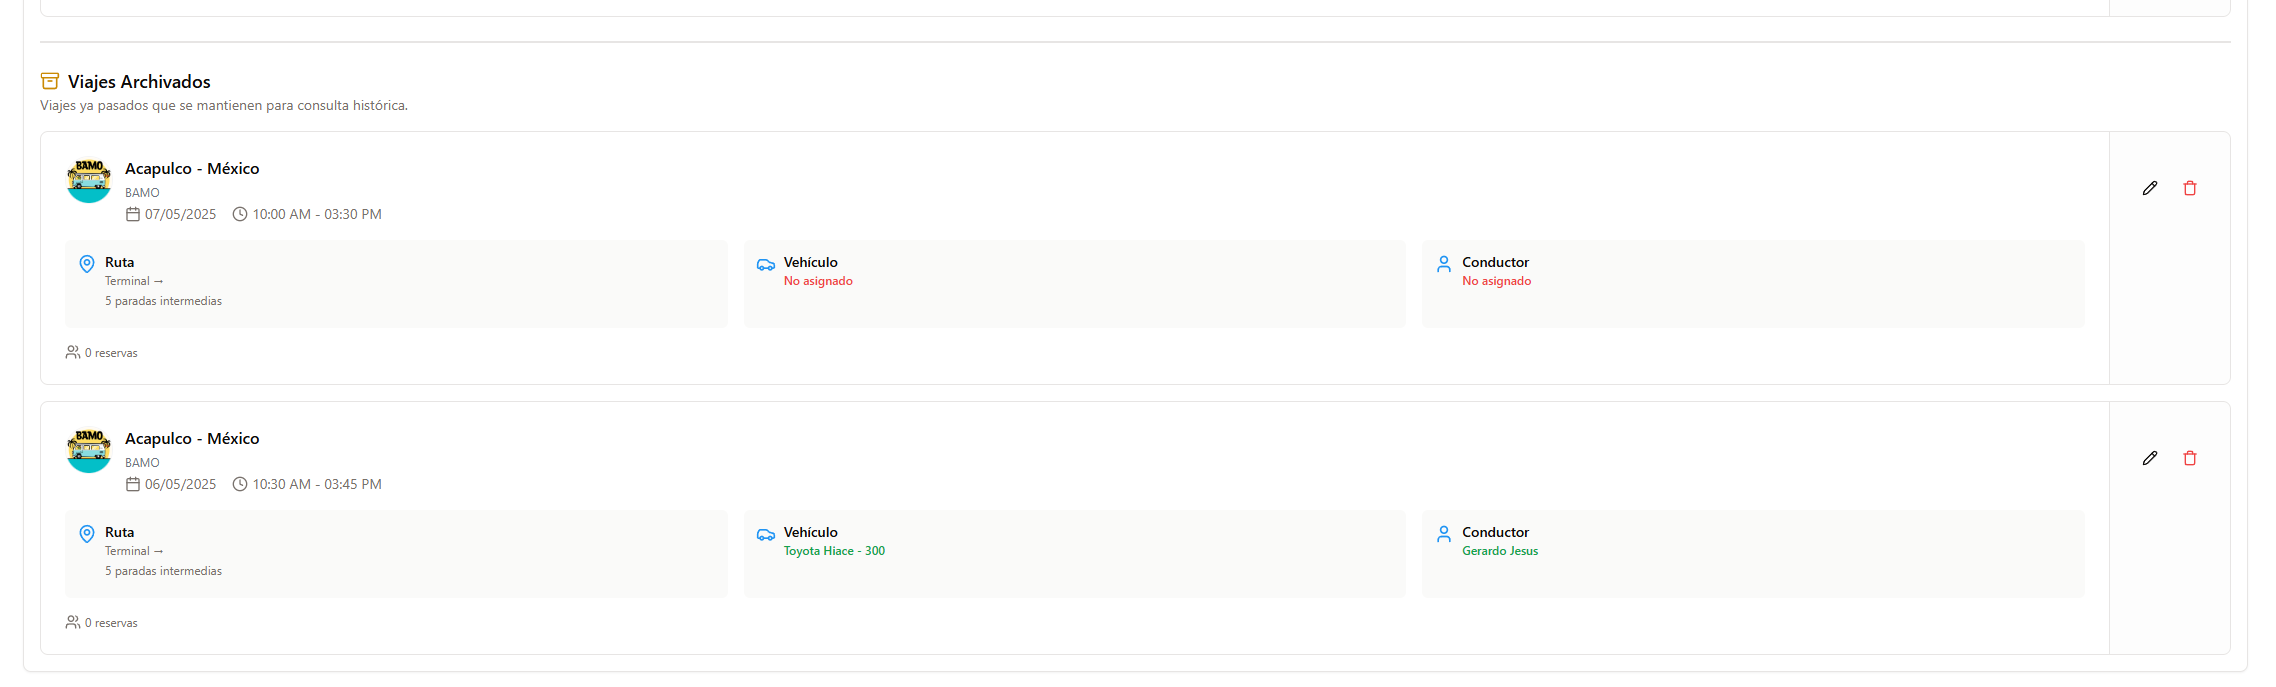 Viajes Archivados
Viajes ya pasados que se mantienen para consulta histórica.
BAMO
Acapulco - México
BAMO
07/05/2025 10:00 AM - 03:30 PM
Ruta
Terminal →
5 paradas intermedias
Vehículo
No asignado
Conductor
No asignado
0 reservas
BAMO
Acapulco - México
BAMO
06/05/2025 10:30 AM - 03:45 PM
Ruta
Terminal →
5 paradas intermedias
Vehículo
Toyota Hiace - 300
Conductor
Gerardo Jesus
0 reservas